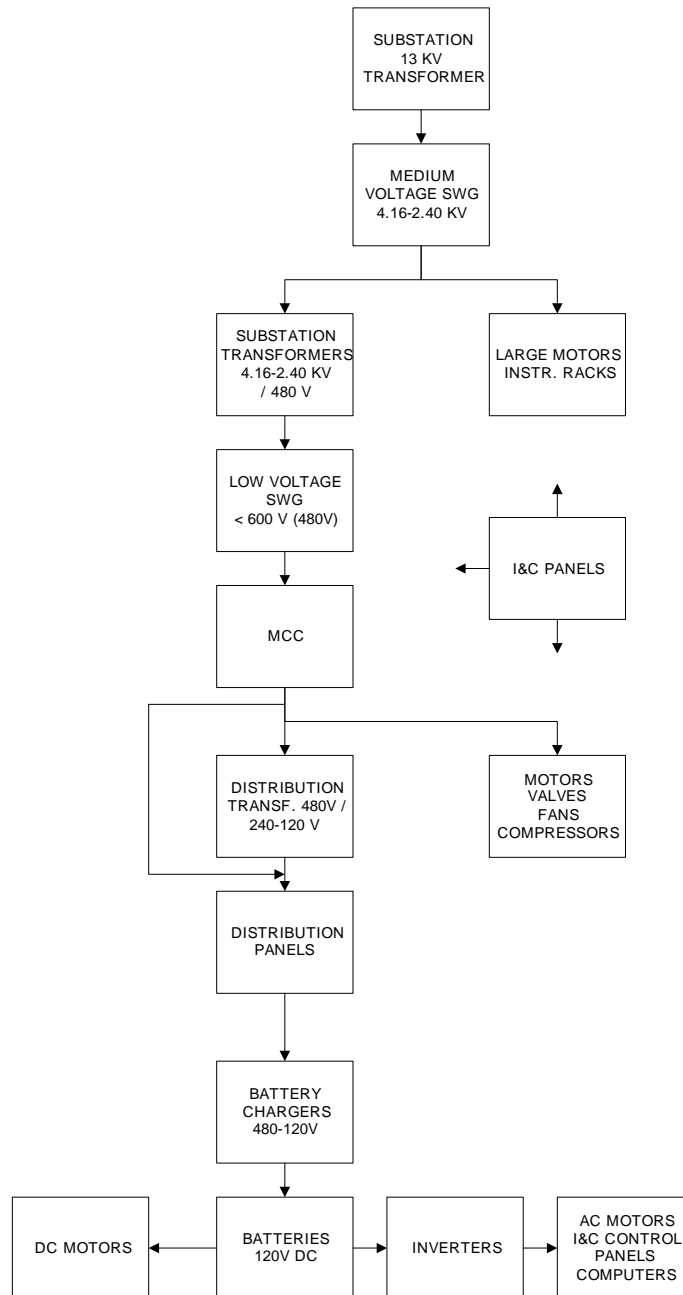 SUBSTATION
13 KV
TRANSFORMER
MEDIUM
VOLTAGE SWG
4.16-2.40 KV
SUBSTATION
TRANSFORMERS
4.16-2.40 KV
/ 480 V
LARGE MOTORS
INSTR. RACKS
LOW VOLTAGE
SWG
< 600 V (480V)
I&C PANELS
MCC
DISTRIBUTION
TRANSF. 480V /
240-120 V
MOTORS
VALVES
FANS
COMPRESSORS
DISTRIBUTION
PANELS
BATTERY
CHARGERS
480-120V
DC MOTORS
BATTERIES
120V DC
INVERTERS
AC MOTORS
I&C CONTROL
PANELS
COMPUTERS